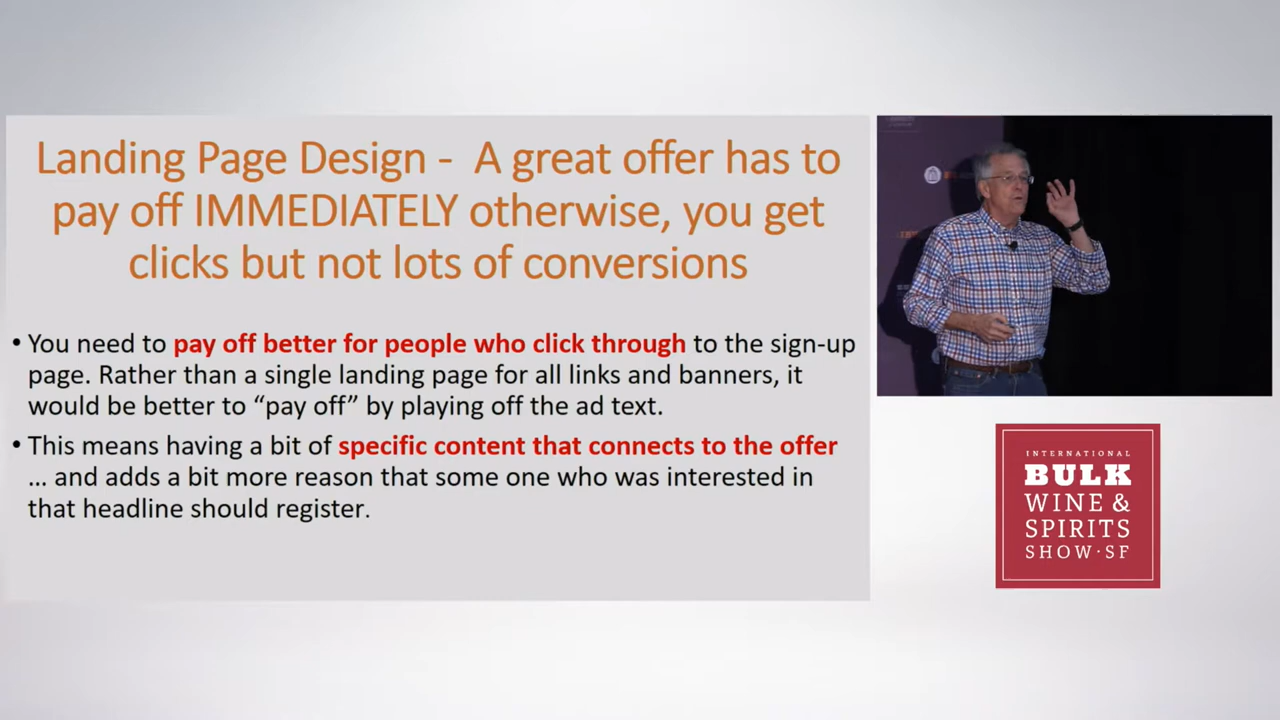 Landing Page Design - A great offer has to
pay off IMMEDIATELY otherwise, you get
clicks but not lots of conversions
• You need to pay off better for people who click through to the sign-up
page. Rather than a single landing page for all links and banners, it
would be better to “pay off” by playing off the ad text.
• This means having a bit of specific content that connects to the offer
... and adds a bit more reason that some one who was interested in
that headline should register.
INTERNATIONAL
BULK
WINE &
SPIRITS
SHOW·SF